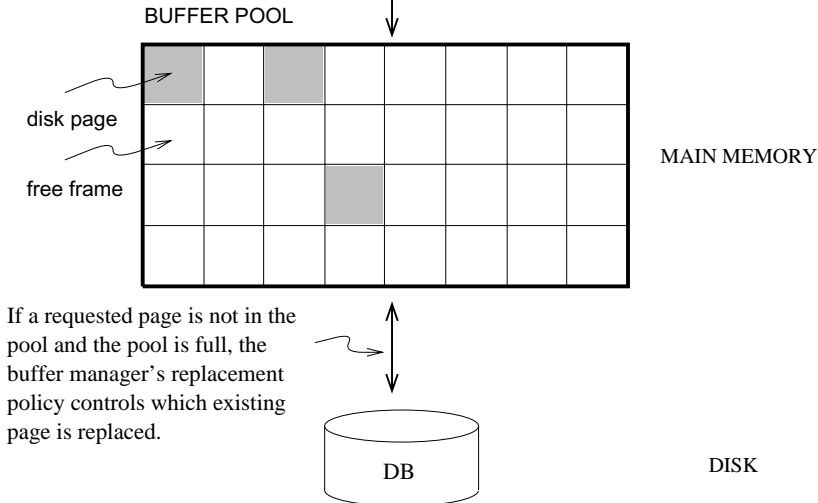 BUFFER POOL
disk page
free frame
MAIN MEMORY
If a requested page is not in the
pool and the pool is full, the
buffer manager’s replacement
policy controls which existing
page is replaced.
DB
DISK